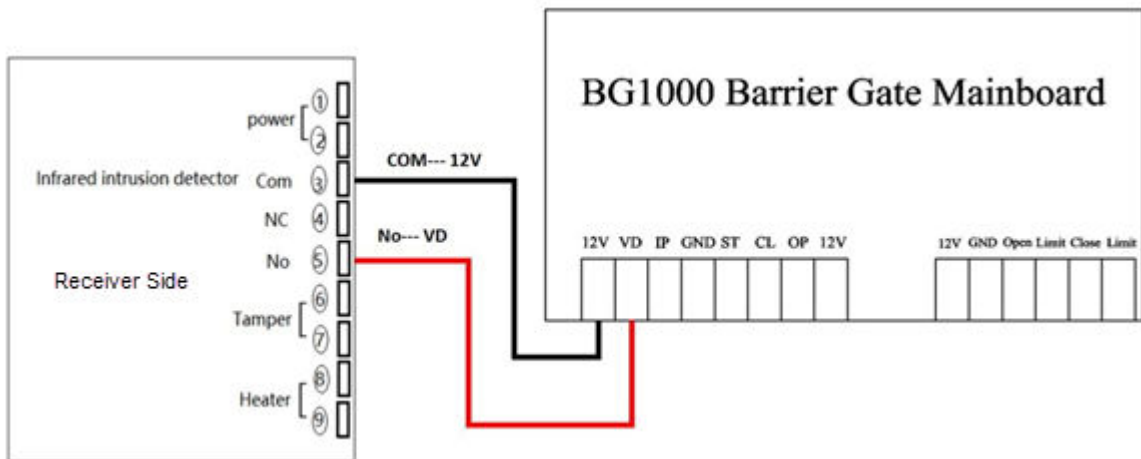 BG1000 Barrier Gate Mainboard
power
①
②
COM--- 12V
Infrared intrusion detector Com ③
NC ④
No--- VD
No ⑤
Receiver Side
Tamper
⑥
⑦
Heater
⑧
⑨
12V VD IP GND ST CL OP 12V
12V GND Open Limit Close Limit